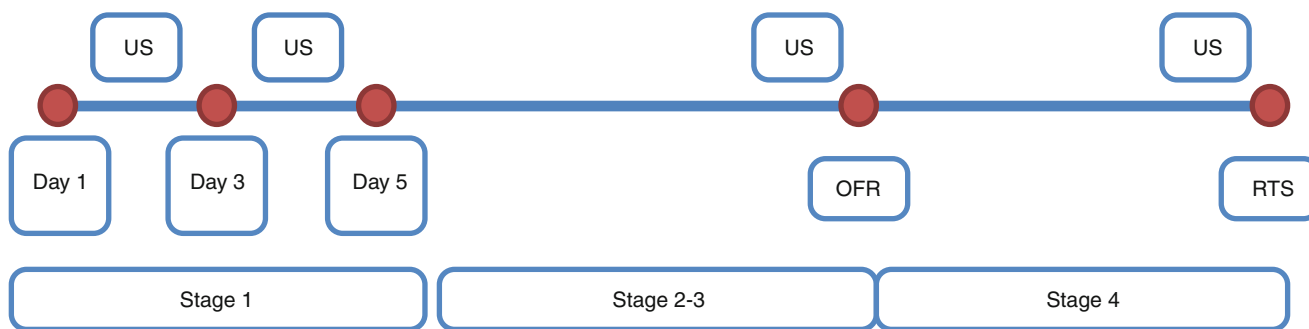 US
US
US
US
Day 1
Day 3
Day 5
OFR
RTS
Stage 1
Stage 2-3
Stage 4